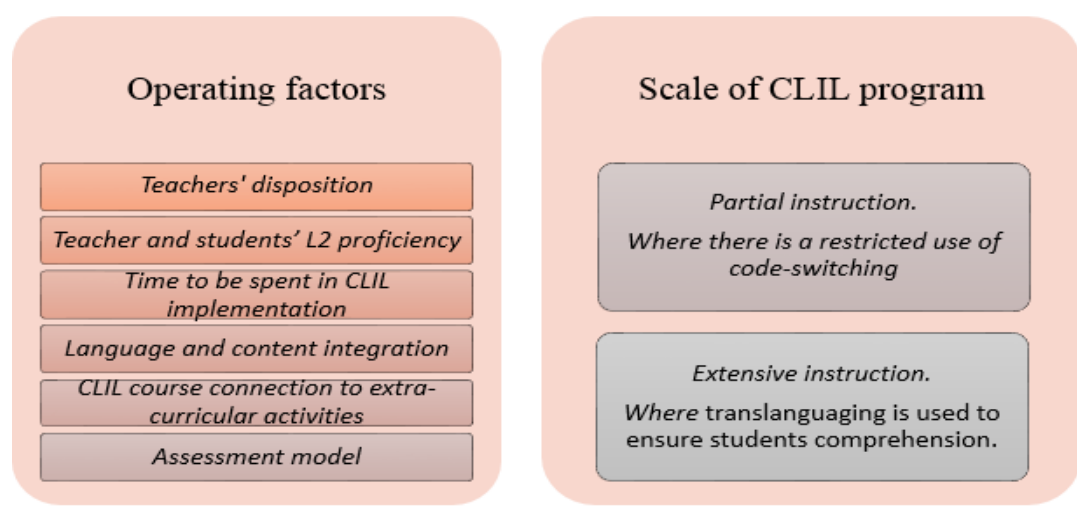 Operating factors
Teachers' disposition
Teacher and students’ L2 proficiency
Time to be spent in CLIL
implementation
Language and content integration
CLIL course connection to extra-
curricular activities
Assessment model
Scale of CLIL program
Partial instruction.
Where there is a restricted use of
code-switching
Extensive instruction.
Where translanguaging is used to
ensure students comprehension.